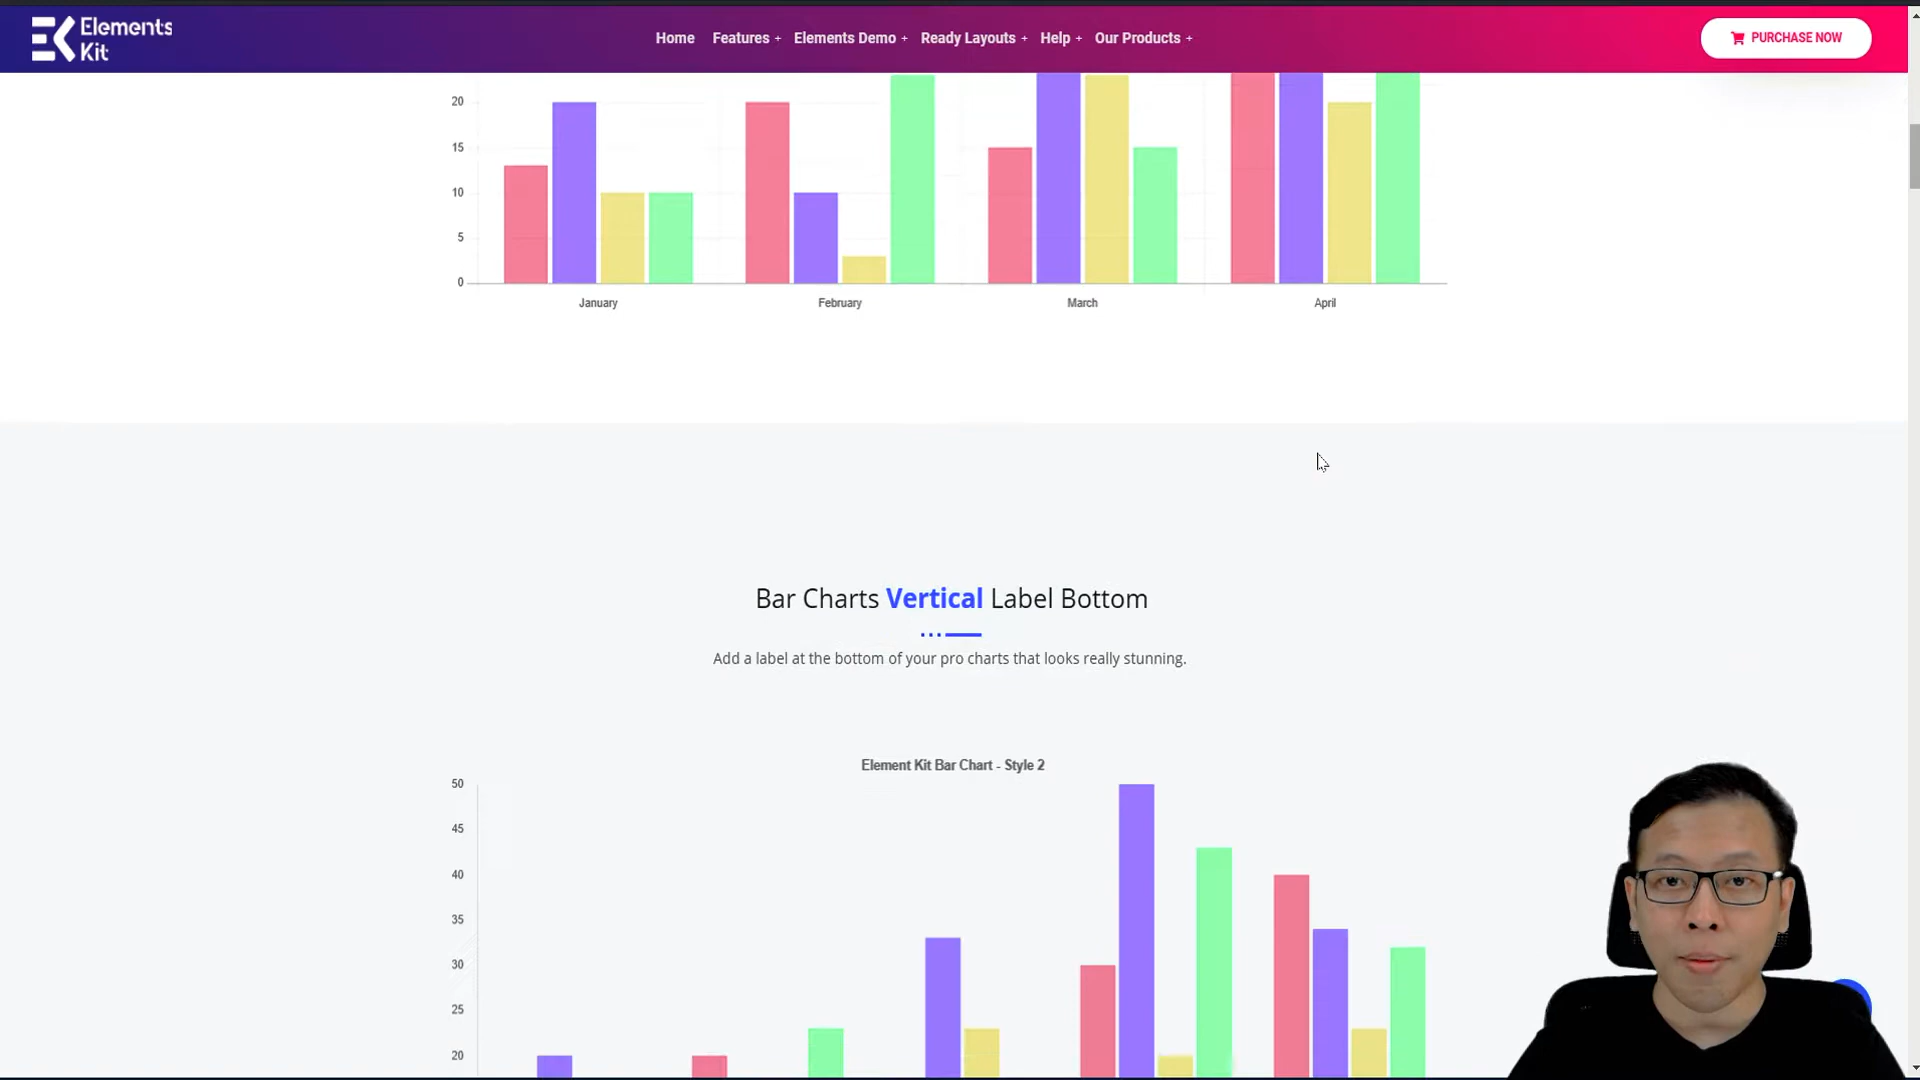 Elements
Kit
Home Features + Elements Demo + Ready Layouts + Help + Our Products +
PURCHASE NOW
20
15
10
5
0
January February March April
Bar Charts Vertical Label Bottom
Add a label at the bottom of your pro charts that looks really stunning.
Element Kit Bar Chart - Style 2
50
45
40
35
30
25
20